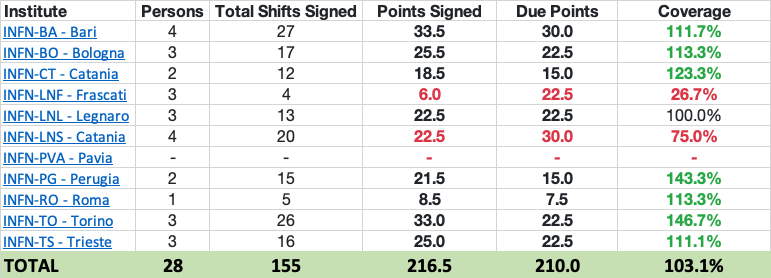 Institute Persons Total Shifts Signed Points Signed Due Points Coverage
INFN-BA - Bari 4 27 33.5 30.0 111.7%
INFN-BO - Bologna 3 17 25.5 22.5 113.3%
INFN-CT - Catania 2 12 18.5 15.0 123.3%
INFN-LNF - Frascati 3 4 6.0 22.5 26.7%
INFN-LNL - Legnaro 3 13 22.5 22.5 100.0%
INFN-LNS - Catania 4 20 22.5 30.0 75.0%
INFN-PVA - Pavia - - - - -
INFN-PG - Perugia 2 15 21.5 15.0 143.3%
INFN-RO - Roma 1 5 8.5 7.5 113.3%
INFN-TO - Torino 3 26 33.0 22.5 146.7%
INFN-TS - Trieste 3 16 25.0 22.5 111.1%
TOTAL 28 155 216.5 210.0 103.1%